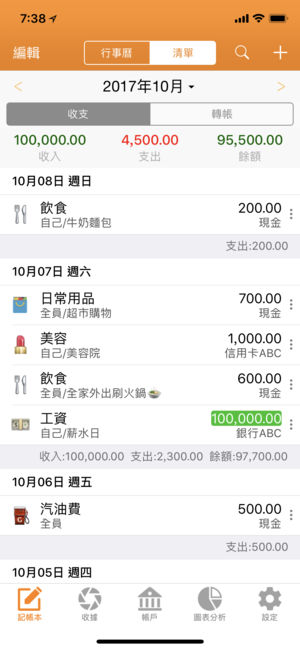 7:38
編輯 行事曆 清單
2017年10月
收支 轉帳
100,000.00 4,500.00 95,500.00
收入 支出 餘額
10月08日 週日
飲食 200.00
自己/牛奶麵包 現金
支出:200.00
10月07日 週六
日常用品 700.00
全員/超市購物 現金
美容 1,000.00
自己/美容院 信用卡ABC
飲食 600.00
全員/全家外出刷火鍋🍲 現金
工資 100,000.00
自己/薪水日 銀行ABC
收入:100,000.00 支出:2,300.00 餘額:97,700.00
10月06日 週五
汽油費 500.00
全員 現金
支出:500.00
10月05日 週四
記帳本 收據 帳戶 圖表分析 設定